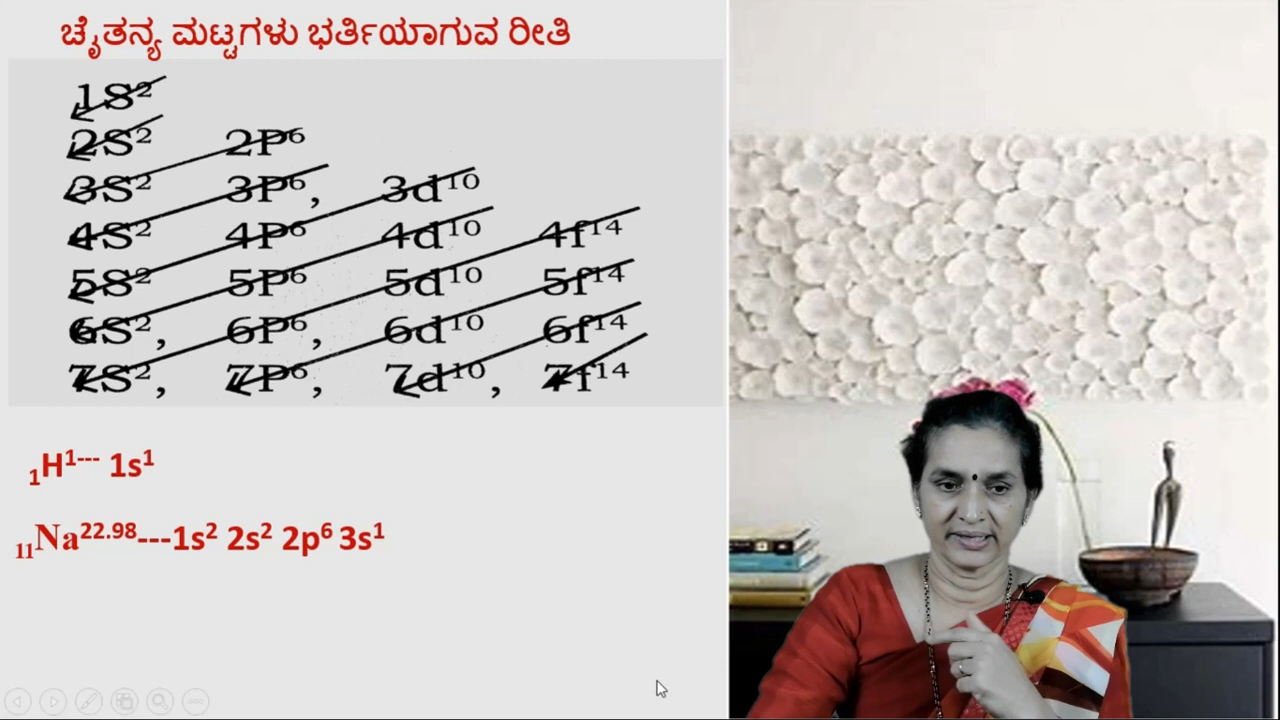 ಚೈತನ್ಯ ಮಟ್ಟಗಳು ಭರ್ತಿಯಾಗುವ ರೀತಿ
1S²
2S² 2P⁶
3S² 3P⁶, 3d¹⁰
4S² 4P⁶ 4d¹⁰ 4f¹⁴
5S² 5P⁶ 5d¹⁰ 5f¹⁴
6S², 6P⁶, 6d¹⁰ 6f¹⁴
7S², 7P⁶, 7d¹⁰, 7f¹⁴
₁H¹--- 1s¹
₁₁Na²²·⁹⁸---1s² 2s² 2p⁶ 3s¹